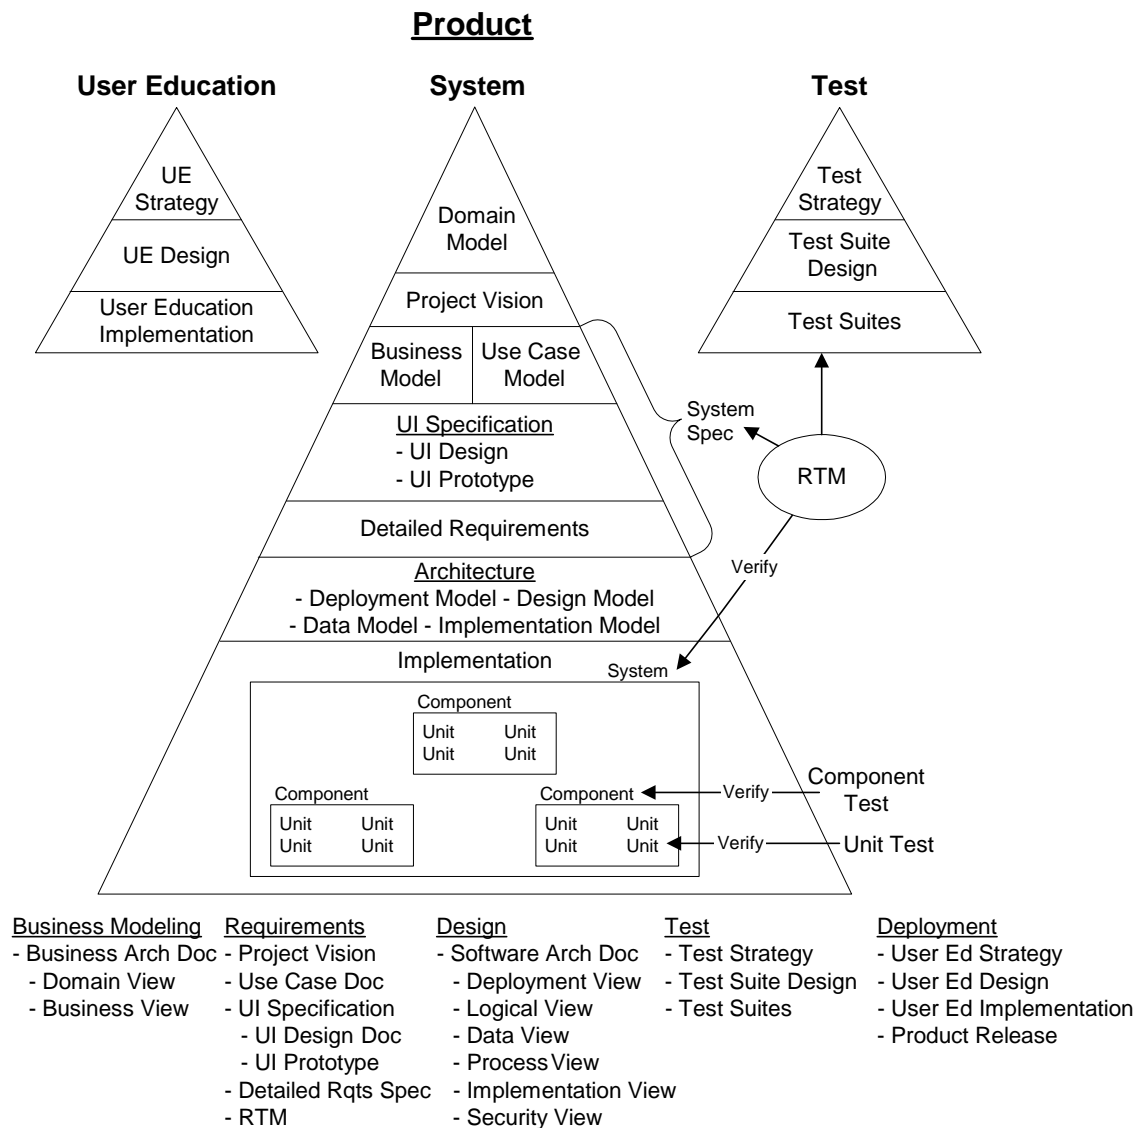 Product
User Education
System
Test
UE
Strategy
UE Design
User Education
Implementation
Domain
Model
Project Vision
Business
Model
Use Case
Model
UI Specification
- UI Design
- UI Prototype
Detailed Requirements
Architecture
- Deployment Model - Design Model
- Data Model - Implementation Model
Implementation
System
Component
Unit Unit
Unit Unit
Component
Unit Unit
Unit Unit
Component
Unit Unit
Unit Unit
Test
Strategy
Test Suite
Design
Test Suites
System
Spec
RTM
Verify
Verify
Component
Test
Verify
Unit Test
Business Modeling
- Business Arch Doc
- Domain View
- Business View
Requirements
- Project Vision
- Use Case Doc
- UI Specification
- UI Design Doc
- UI Prototype
- Detailed Rqts Spec
- RTM
Design
- Software Arch Doc
- Deployment View
- Logical View
- Data View
- Process View
- Implementation View
- Security View
Test
- Test Strategy
- Test Suite Design
- Test Suites
Deployment
- User Ed Strategy
- User Ed Design
- User Ed Implementation
- Product Release